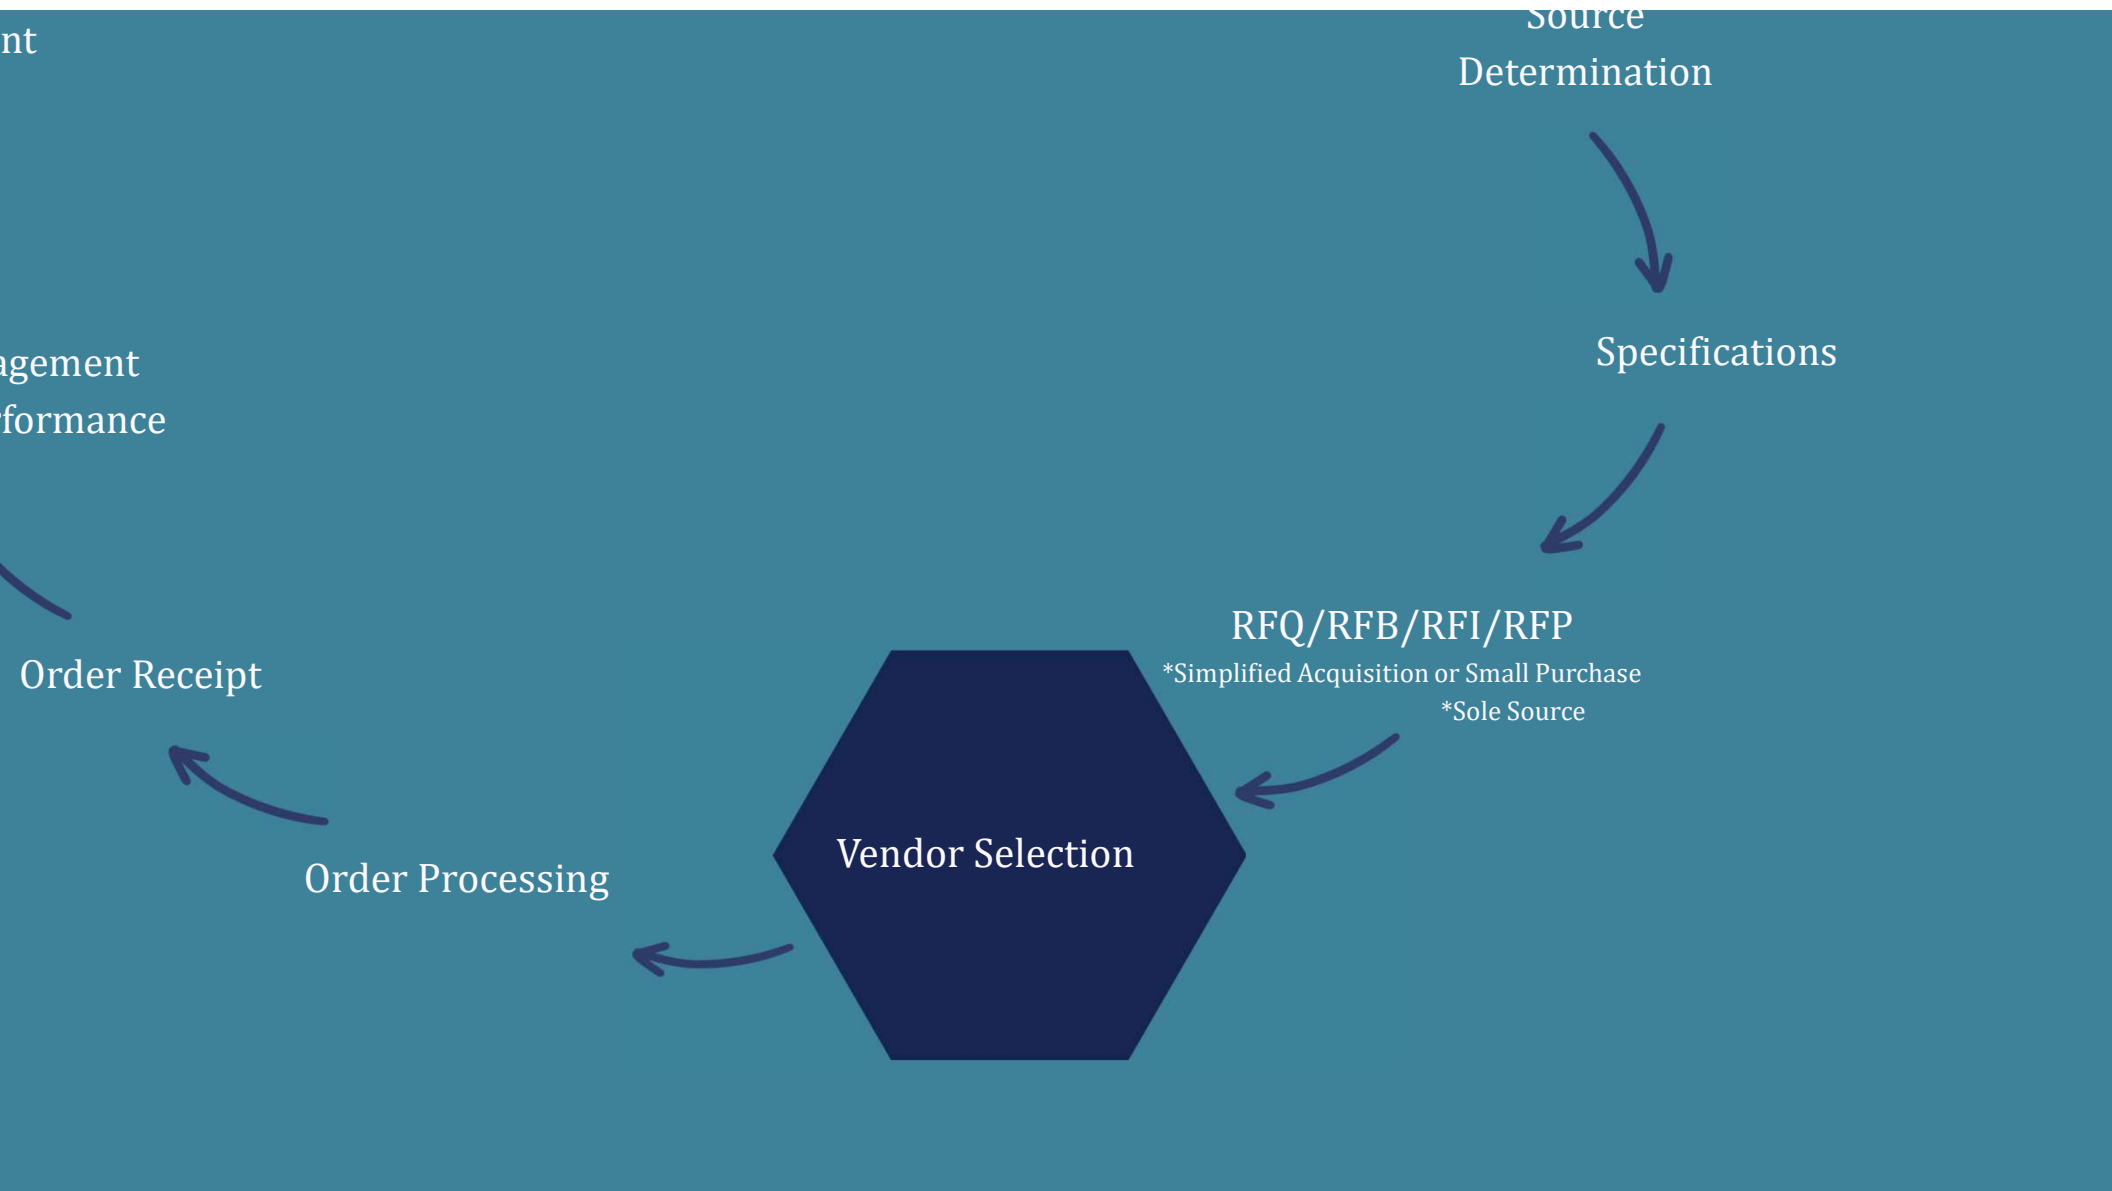 Source
Determination
Specifications
RFQ/RFB/RFI/RFP
*Simplified Acquisition or Small Purchase
*Sole Source
Vendor Selection
Order Processing
Order Receipt